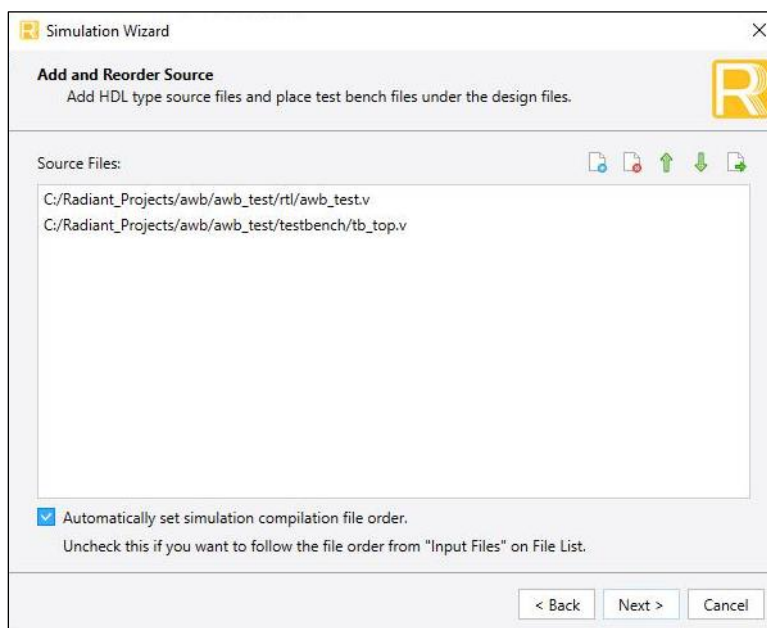 Simulation Wizard
Add and Reorder Source
Add HDL type source files and place test bench files under the design files.
Source Files:
C:/Radiant_Projects/awb/awb_test/rtl/awb_test.v
C:/Radiant_Projects/awb/awb_test/testbench/tb_top.v
Automatically set simulation compilation file order.
Uncheck this if you want to follow the file order from "Input Files" on File List.
< Back Next > Cancel